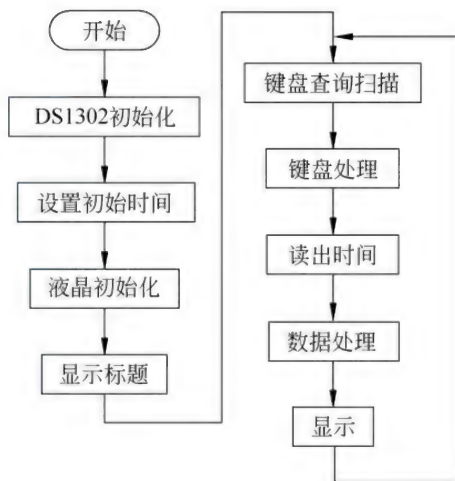 开始
DS1302初始化
设置初始时间
液晶初始化
显示标题
键盘查询扫描
键盘处理
读出时间
数据处理
显示